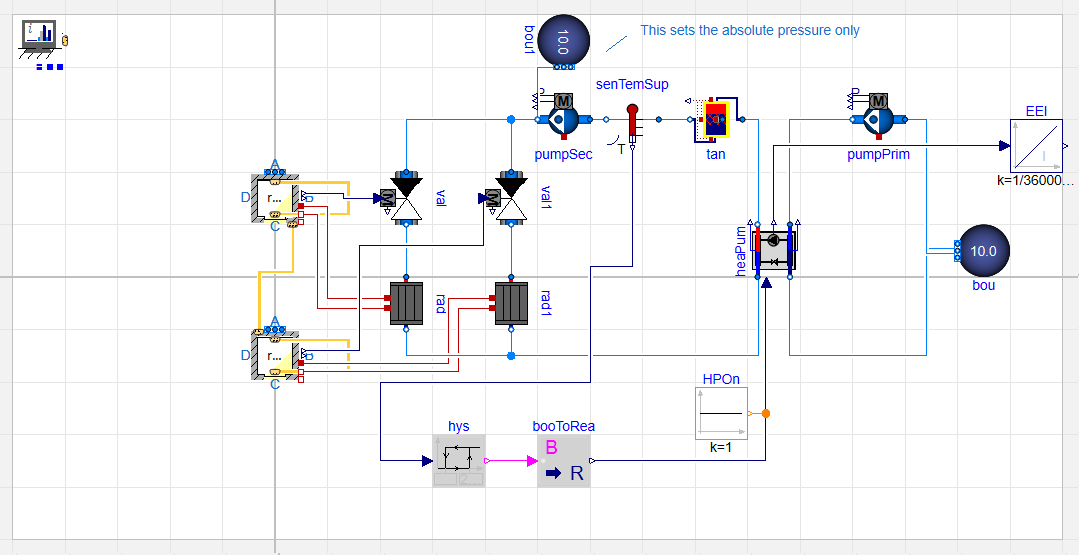 i
bou1
10.0
This sets the absolute pressure only
senTemSup
P
M
T
pumpSec
tan
P
M
pumpPrim
EEI
I
k=1/36000...
A
D
r...
B
C
M
val
M
val1
heaPum
10.0
bou
rad
rad1
A
D
r...
B
C
HPOn
k=1
hys
2
booToRea
B
R